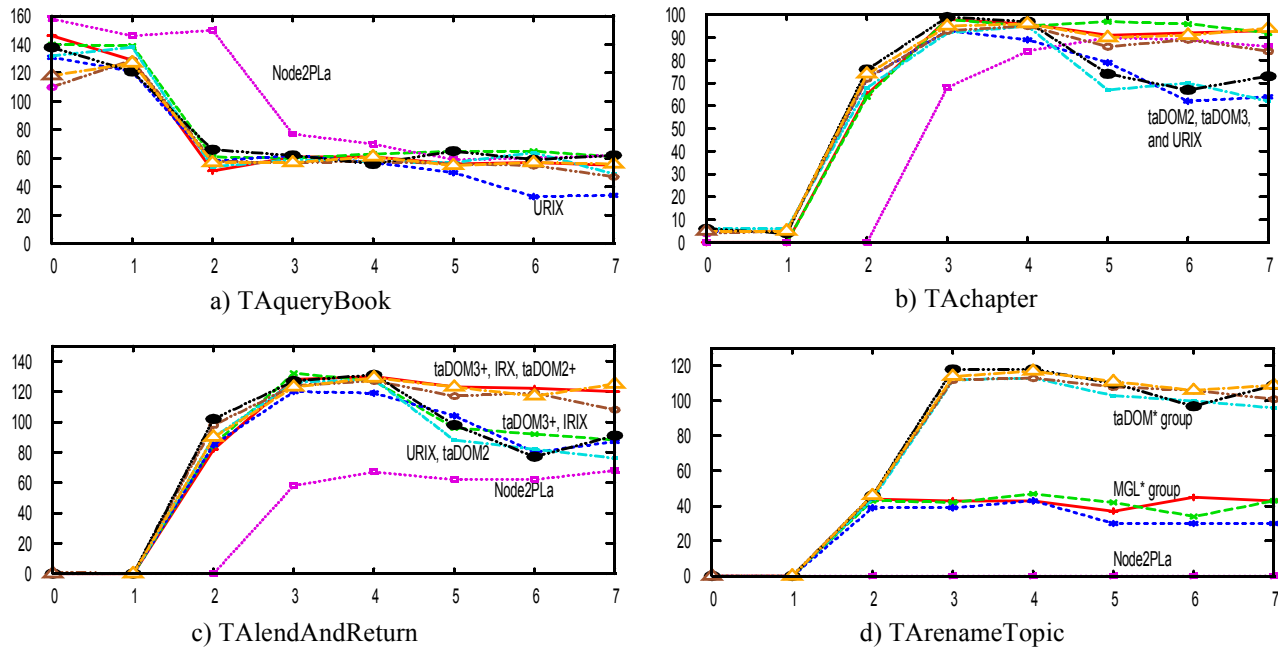 160
140
120
100
80
60
40
20
0
Node2PLa
URIX
0 1 2 3 4 5 6 7
a) TAqueryBook
100
90
80
70
60
50
40
30
20
10
0
taDOM2, taDOM3,
and URIX
0 1 2 3 4 5 6 7
b) TAchapter
140
120
100
80
60
40
20
0
taDOM3+, IRX, taDOM2+
taDOM3+, IRIX
URIX, taDOM2
Node2PLa
0 1 2 3 4 5 6 7
c) TAlendAndReturn
120
100
80
60
40
20
0
taDOM* group
MGL* group
Node2PLa
0 1 2 3 4 5 6 7
d) TArenameTopic